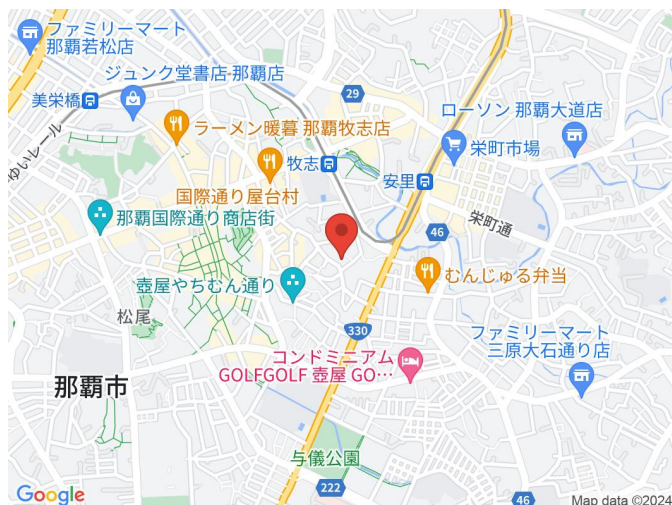 ファミリーマート
那覇若松店
ジュンク堂書店-那覇店
美栄橋
29
ローソン 那覇大道店
ラーメン暖暮 那覇牧志店
栄町市場
ゆいレール
牧志
安里
国際通り屋台村
栄町通
那覇国際通り商店街
46
むんじゅる弁当
壺屋やちむん通り
松尾
330
ファミリーマート
三原大石通り店
コンドミニアム
GOLFGOLF 壺屋 GO…
那覇市
与儀公園
222
46
Google
Map data ©2024